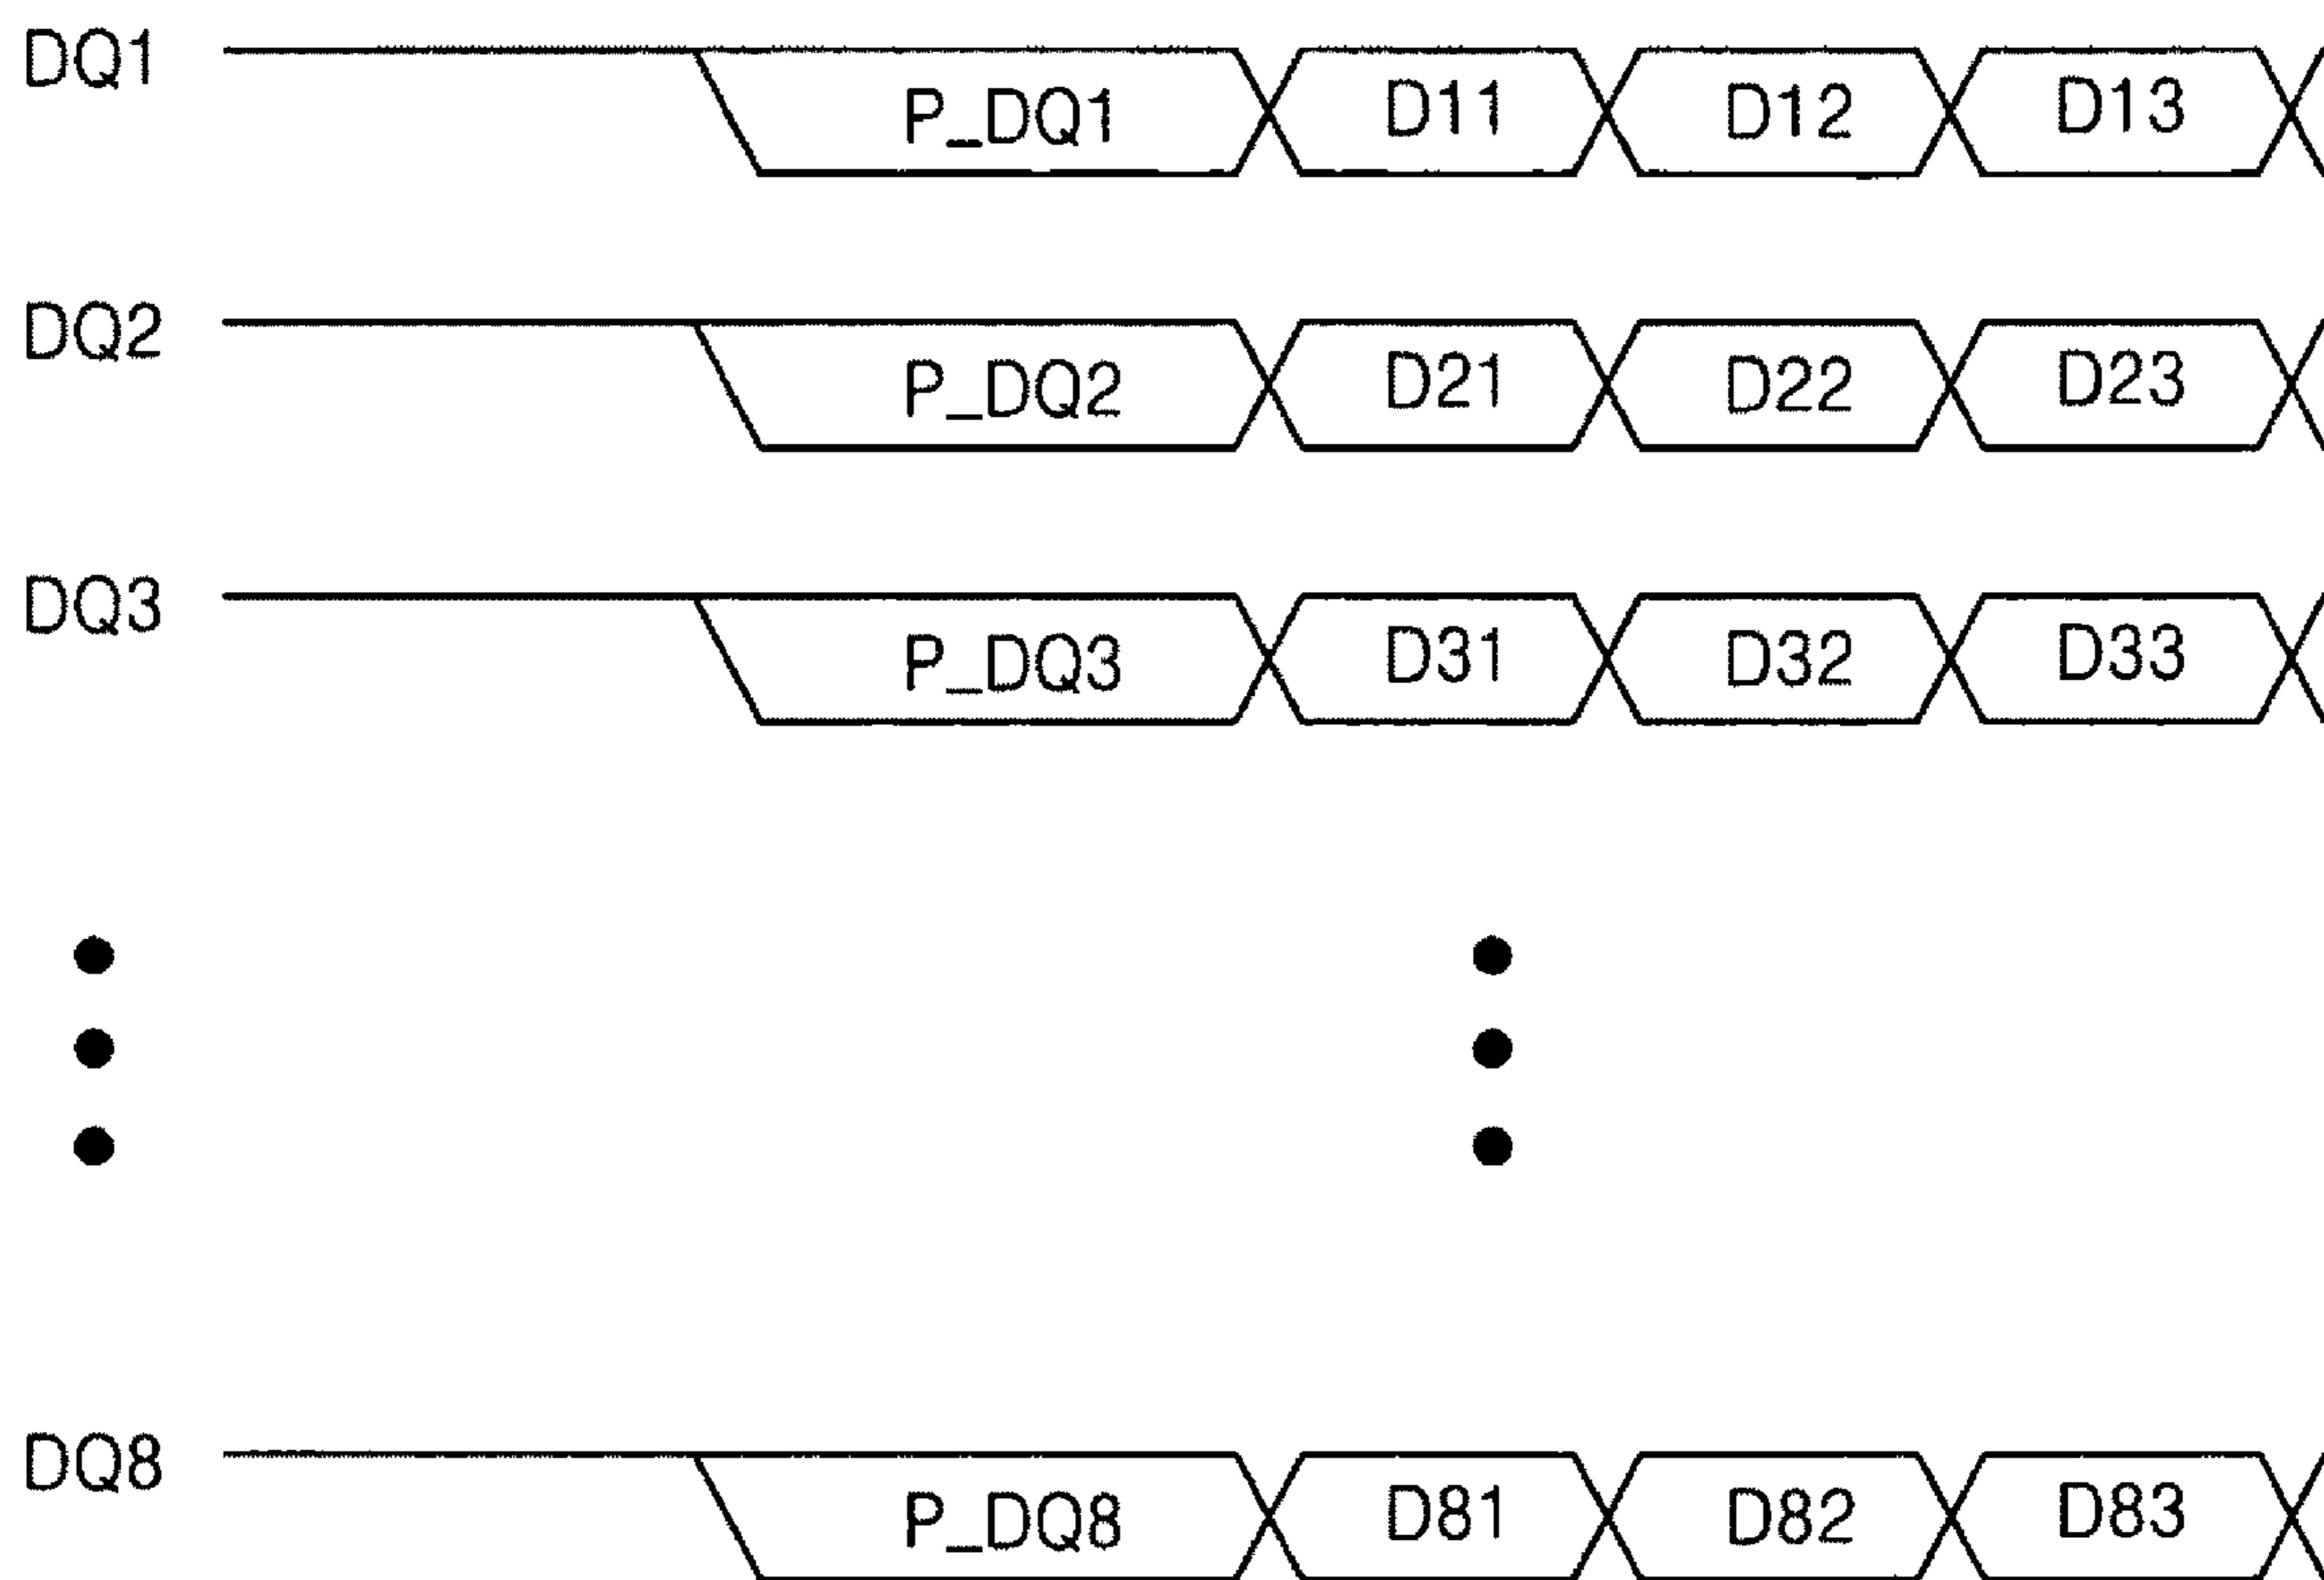 DQ1 P_DQ1 D11 D12 D13
DQ2 P_DQ2 D21 D22 D23
DQ3 P_DQ3 D31 D32 D33
DQ8 P_DQ8 D81 D82 D83